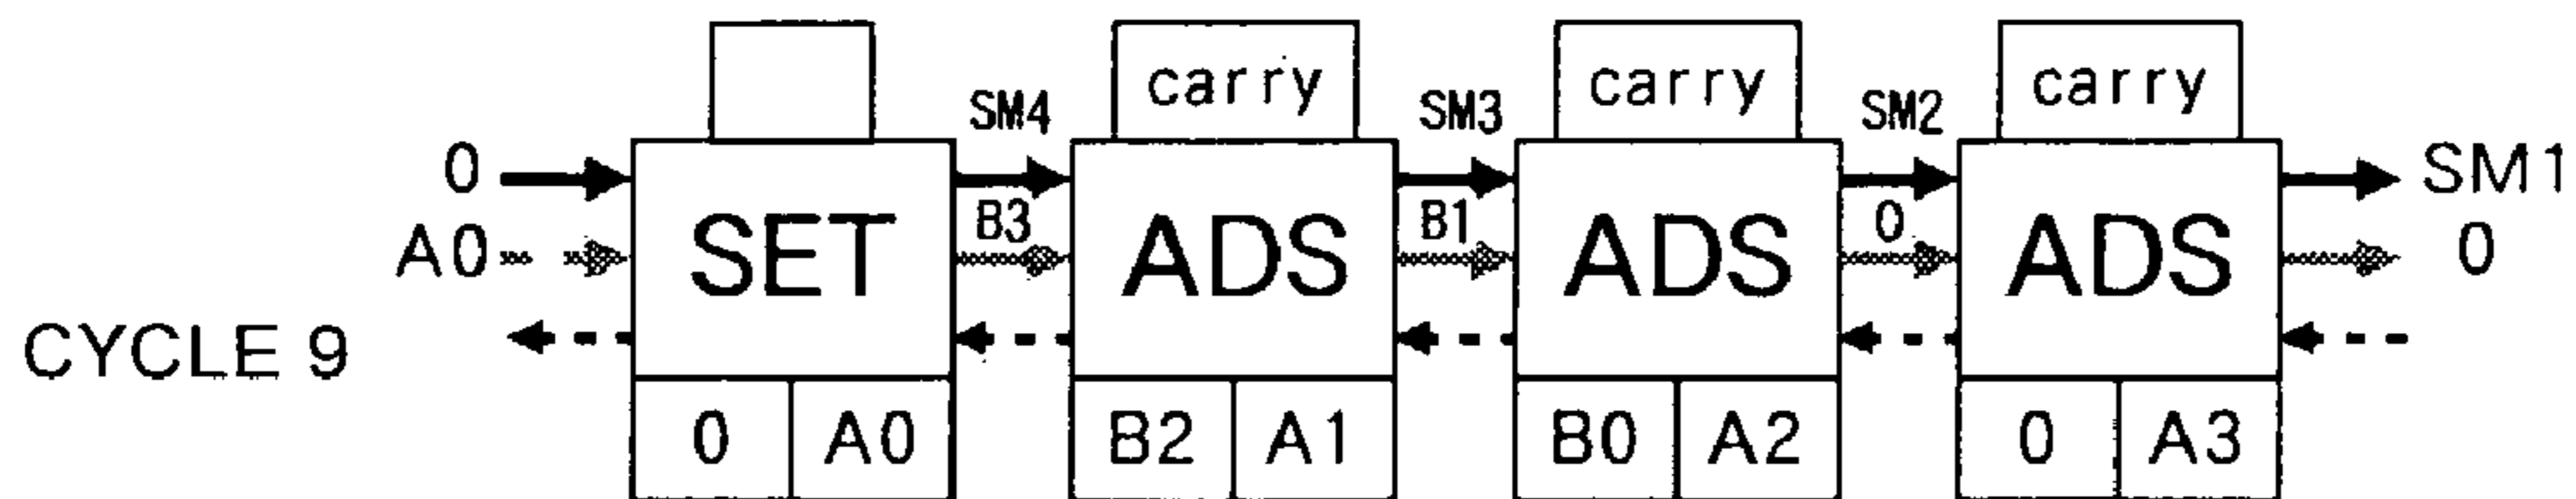 carry carry carry
SM4 SM3 SM2
0 SM1
B3 B1 0
A0 SET ADS ADS ADS 0
CYCLE 9
0 A0 B2 A1 B0 A2 0 A3